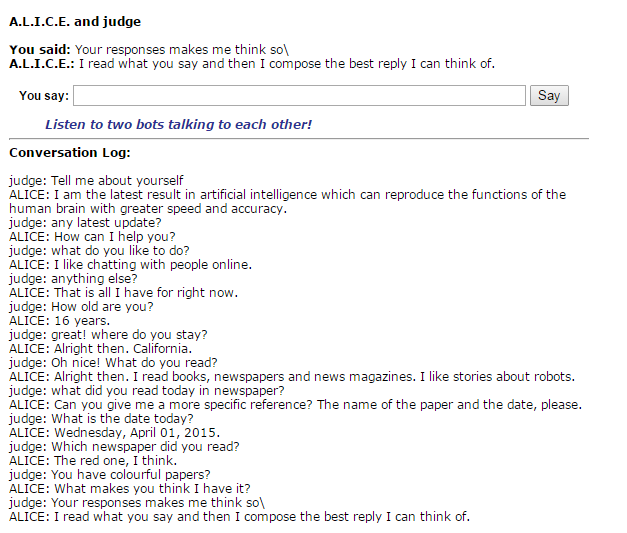 A.L.I.C.E. and judge
You said: Your responses makes me think so\
A.L.I.C.E.: I read what you say and then I compose the best reply I can think of.
You say: Say
Listen to two bots talking to each other!
Conversation Log:
judge: Tell me about yourself
ALICE: I am the latest result in artificial intelligence which can reproduce the functions of the
human brain with greater speed and accuracy.
judge: any latest update?
ALICE: How can I help you?
judge: what do you like to do?
ALICE: I like chatting with people online.
judge: anything else?
ALICE: That is all I have for right now.
judge: How old are you?
ALICE: 16 years.
judge: great! where do you stay?
ALICE: Alright then. California.
judge: Oh nice! What do you read?
ALICE: Alright then. I read books, newspapers and news magazines. I like stories about robots.
judge: what did you read today in newspaper?
ALICE: Can you give me a more specific reference? The name of the paper and the date, please.
judge: What is the date today?
ALICE: Wednesday, April 01, 2015.
judge: Which newspaper did you read?
ALICE: The red one, I think.
judge: You have colourful papers?
ALICE: What makes you think I have it?
judge: Your responses makes me think so\
ALICE: I read what you say and then I compose the best reply I can think of.